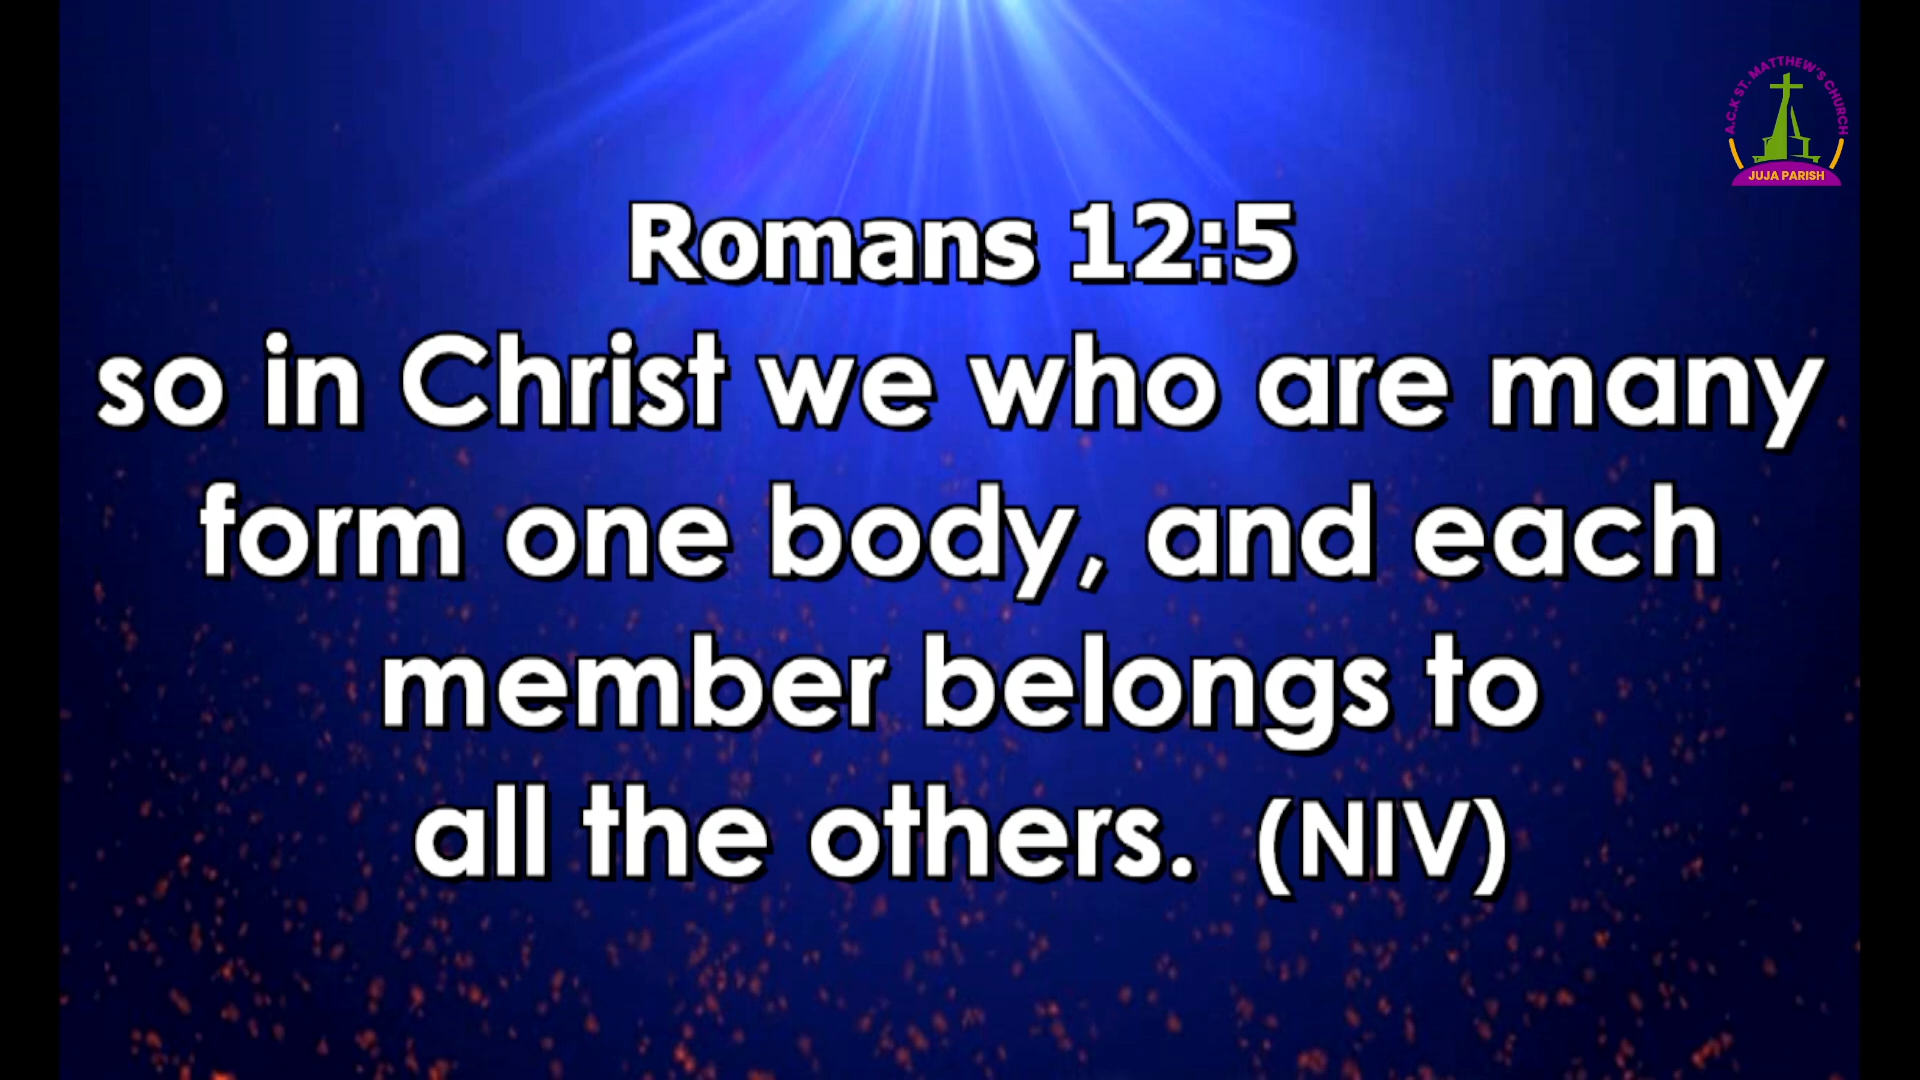 A.C.K ST. MATTHEW'S CHURCH
JUJA PARISH
Romans 12:5
so in Christ we who are many
form one body, and each
member belongs to
all the others. (NIV)